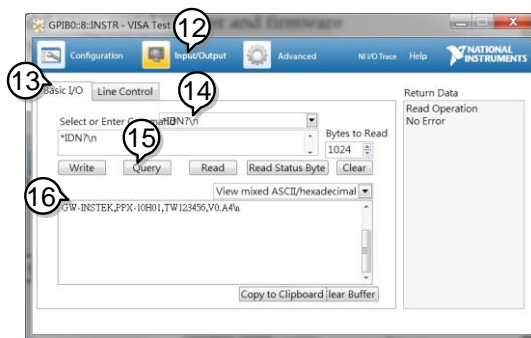 GPIB0::8::INSTR - VISA Test
12
Configuration
Input/Output
Advanced
NI I/O Trace
Help
NATIONAL
INSTRUMENTS
13
Basic I/O
Line Control
14
Return Data
Read Operation
No Error
Select or Enter Command
*IDN?\n
15
*IDN?\n
Bytes to Read
1024
Write
Query
Read
Read Status Byte
Clear
16
View mixed ASCII/hexadecimal
GW-INSTEK,PPX-10H01,TW123456,V0.A4\n
Copy to Clipboard
lear Buffer